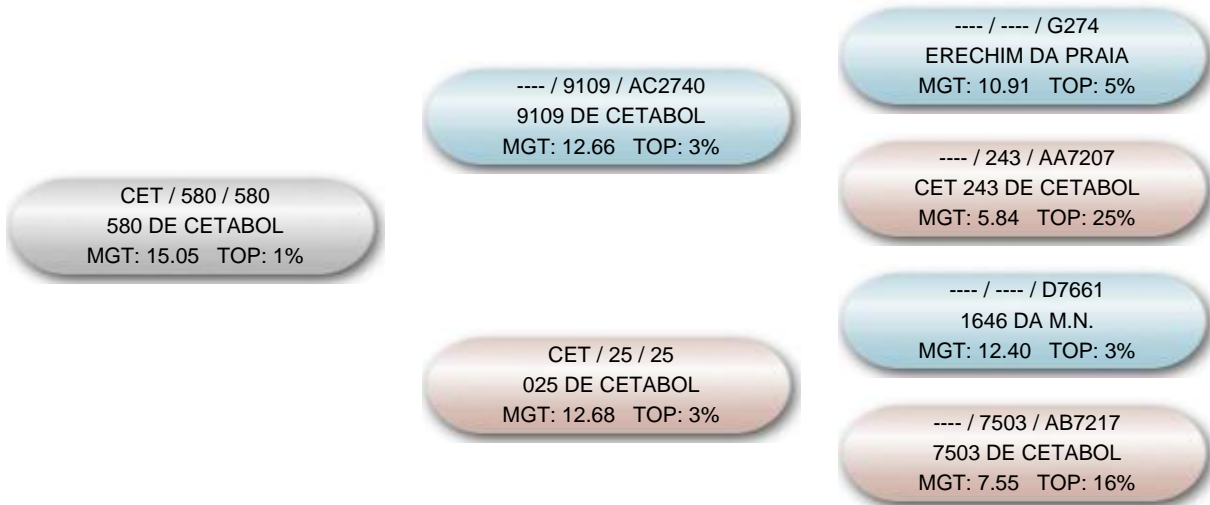 ---- / ---- / G274
ERECHIM DA PRAIA
MGT: 10.91 TOP: 5%
---- / 9109 / AC2740
9109 DE CETABOL
MGT: 12.66 TOP: 3%
---- / 243 / AA7207
CET 243 DE CETABOL
MGT: 5.84 TOP: 25%
CET / 580 / 580
580 DE CETABOL
MGT: 15.05 TOP: 1%
---- / ---- / D7661
1646 DA M.N.
MGT: 12.40 TOP: 3%
CET / 25 / 25
025 DE CETABOL
MGT: 12.68 TOP: 3%
---- / 7503 / AB7217
7503 DE CETABOL
MGT: 7.55 TOP: 16%